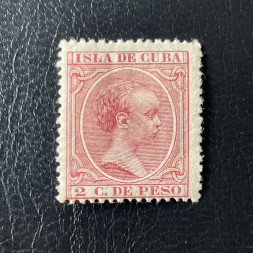 ISLA DE CUBA
2 C. DE PESO